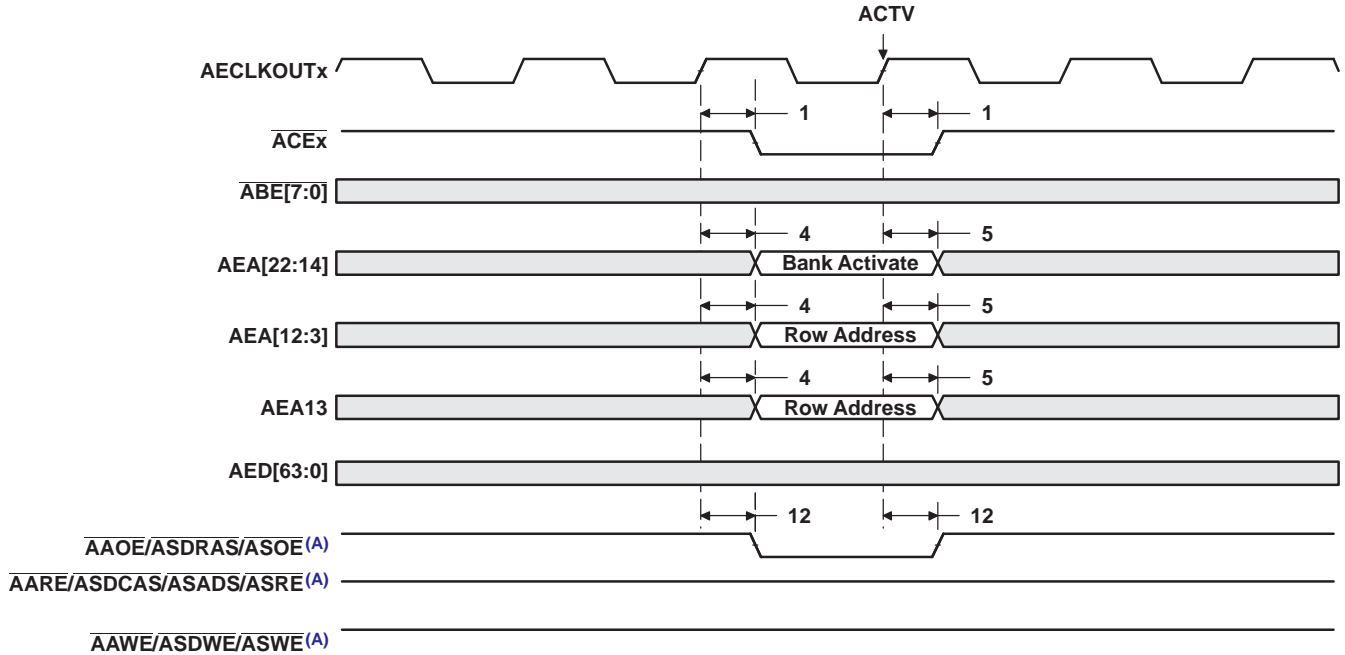 ACTV
AECLKOUTx
1 1
ACEx
ABE[7:0]
4 5
AEA[22:14] Bank Activate
4 5
AEA[12:3] Row Address
4 5
AEA13 Row Address
AED[63:0]
12 12
AAOE/ASDRAS/ASOE(A)
AARE/ASDCAS/ASADS/ASRE(A)
AAWE/ASDWE/ASWE(A)